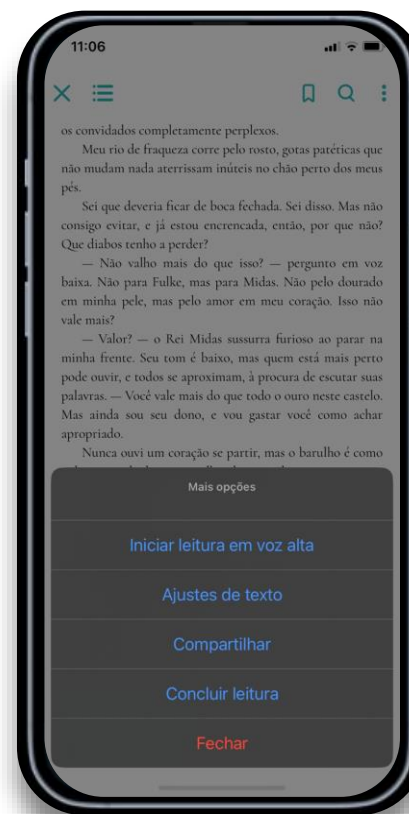 11:06
os convidados completamente perplexos.
Meu rio de fraqueza corre pelo rosto, gotas patéticas que
não mudam nada aterrissam inúteis no chão perto dos meus
pés.
Sei que deveria ficar de boca fechada. Sei disso. Mas não
consigo evitar, e já estou encrencada, então, por que não?
Que diabos tenho a perder?
— Não valho mais do que isso? — pergunto em voz
baixa. Não para Fulke, mas para Midas. Não pelo dourado
em minha pele, mas pelo amor em meu coração. Isso não
vale mais?
— Valor? — o Rei Midas sussurra furioso ao parar na
minha frente. Seu tom é baixo, mas quem está mais perto
pode ouvir, e todos se aproximam, à procura de escutar suas
palavras. — Você vale mais do que todo o ouro neste castelo.
Mas ainda sou seu dono, e vou gastar você como achar
apropriado.
Nunca ouvi um coração se partir, mas o barulho é como
Mais opções
Iniciar leitura em voz alta
Ajustes de texto
Compartilhar
Concluir leitura
Fechar